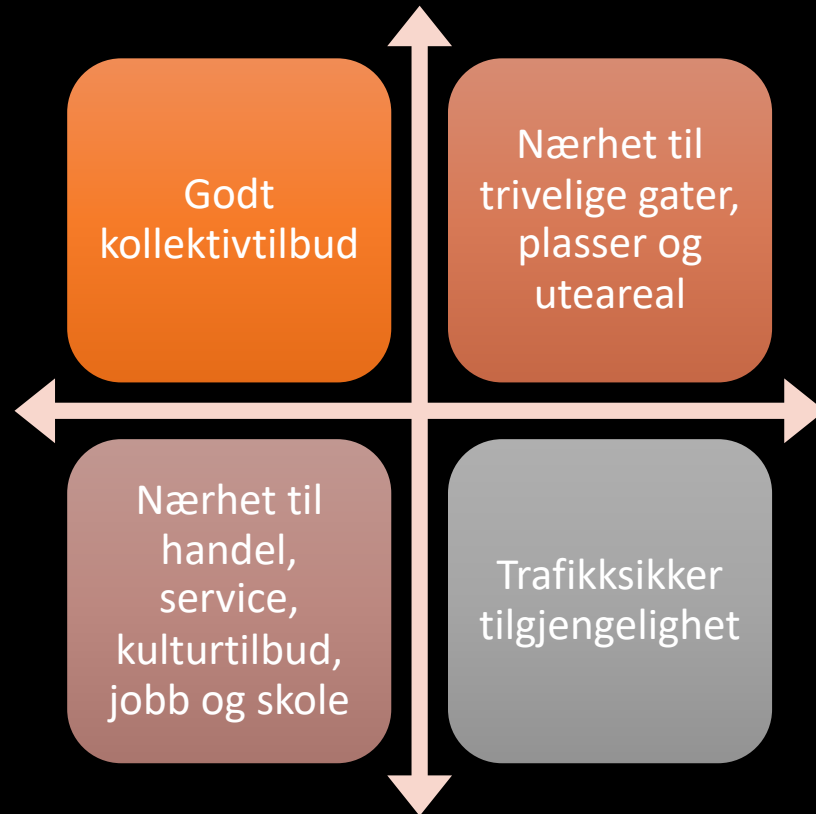 Godt
kollektivtilbud
Nærhet til
trivelige gater,
plasser og
uteareal
Nærhet til
handel,
service,
kulturtilbud,
jobb og skole
Trafikksikker
tilgjengelighet